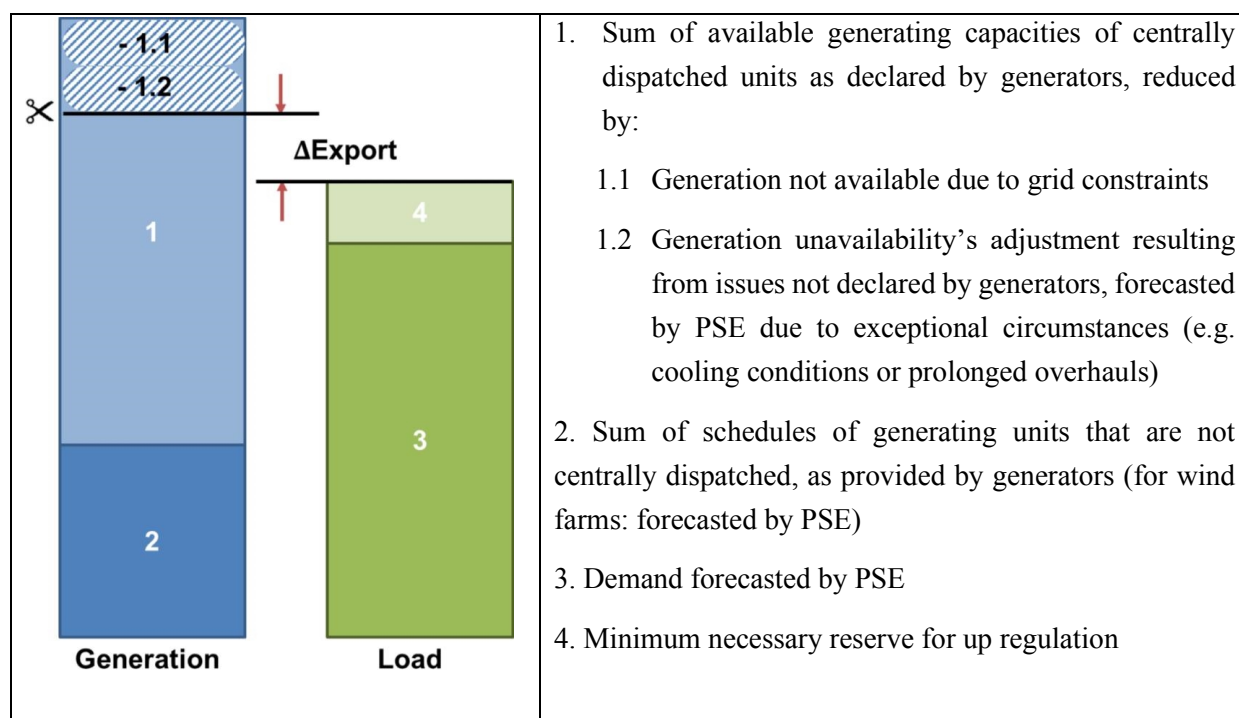 - 1.1
- 1.2
ΔExport
4
1
3
2
Generation
Load
1. Sum of available generating capacities of centrally
dispatched units as declared by generators, reduced
by:
1.1 Generation not available due to grid constraints
1.2 Generation unavailability’s adjustment resulting
from issues not declared by generators, forecasted
by PSE due to exceptional circumstances (e.g.
cooling conditions or prolonged overhauls)
2. Sum of schedules of generating units that are not
centrally dispatched, as provided by generators (for wind
farms: forecasted by PSE)
3. Demand forecasted by PSE
4. Minimum necessary reserve for up regulation